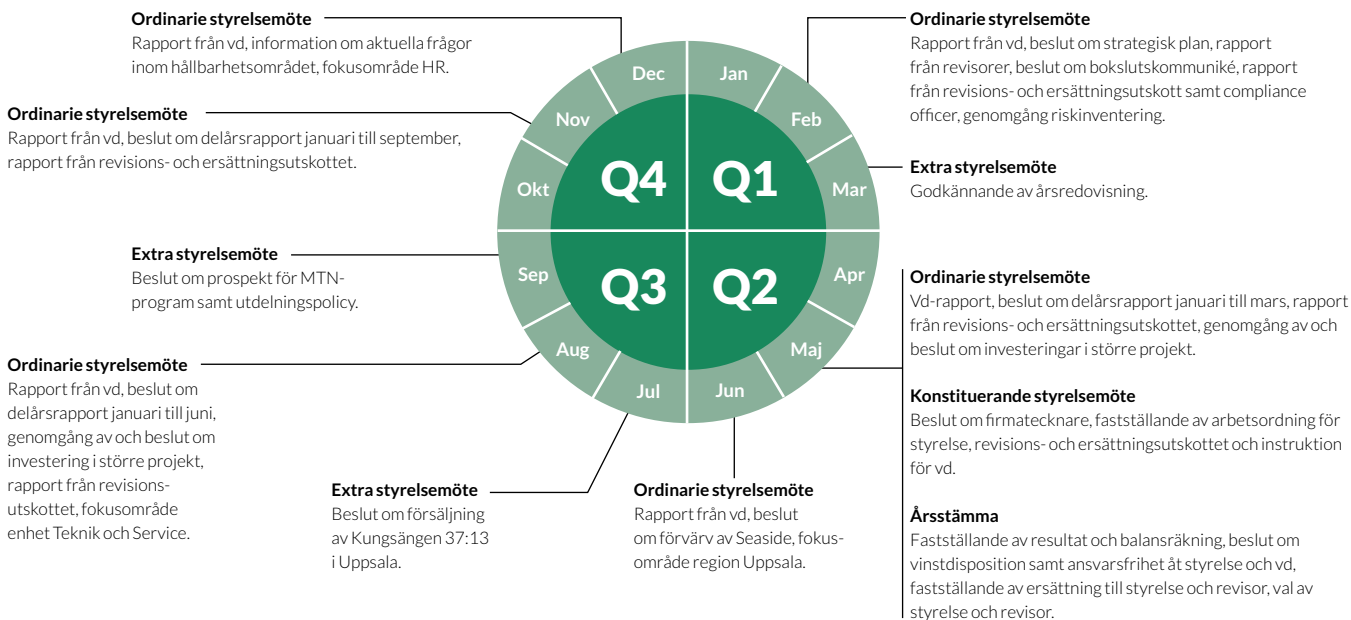 Ordinarie styrelsemöte
Rapport från vd, information om aktuella frågor
inom hållbarhetsområdet, fokusområde HR.
Ordinarie styrelsemöte
Rapport från vd, beslut om delårsrapport januari till september,
rapport från revisions- och ersättningsutskottet.
Extra styrelsemöte
Beslut om prospekt för MTN-
program samt utdelningspolicy.
Ordinarie styrelsemöte
Rapport från vd, beslut om
delårsrapport januari till juni,
genomgång av och beslut om
investering i större projekt,
rapport från revisions-
utskottet, fokusområde
enhet Teknik och Service.
Extra styrelsemöte
Beslut om försäljning
av Kungsängen 37:13
i Uppsala.
Ordinarie styrelsemöte
Rapport från vd, beslut
om förvärv av Seaside, fokus-
område region Uppsala.
Dec
Jan
Nov
Feb
Okt
Q4
Q1
Mar
Sep
Q3
Q2
Apr
Aug
Maj
Jul
Jun
Ordinarie styrelsemöte
Rapport från vd, beslut om strategisk plan, rapport
från revisorer, beslut om bokslutskommuniké, rapport
från revisions- och ersättningsutskott samt compliance
officer, genomgång riskinventering.
Extra styrelsemöte
Godkännande av årsredovisning.
Ordinarie styrelsemöte
Vd-rapport, beslut om delårsrapport januari till mars, rapport
från revisions- och ersättningsutskottet, genomgång av och
beslut om investeringar i större projekt.
Konstituerande styrelsemöte
Beslut om firmatecknare, fastställande av arbetsordning för
styrelse, revisions- och ersättningsutskottet och instruktion
för vd.
Årsstämma
Fastställande av resultat och balansräkning, beslut om
vinstdisposition samt ansvarsfrihet åt styrelse och vd,
fastställande av ersättning till styrelse och revisor, val av
styrelse och revisor.